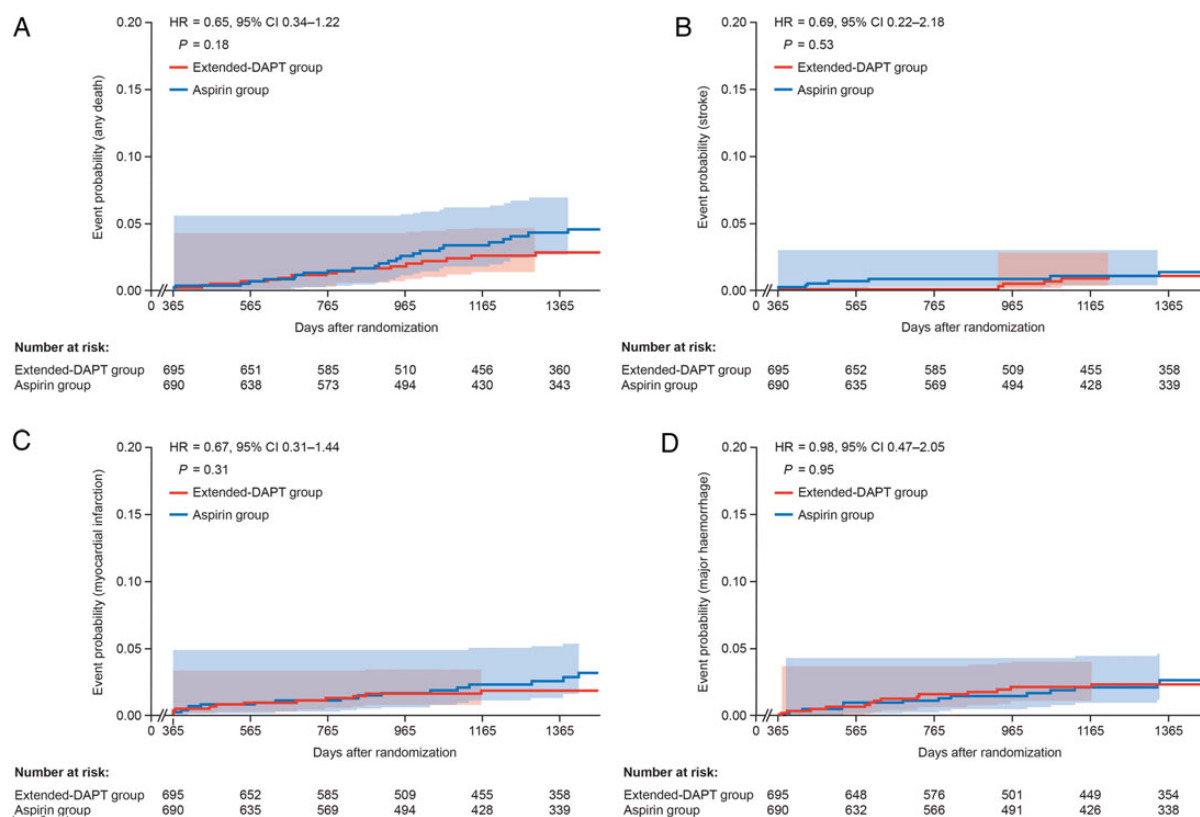 A
HR = 0.65, 95% CI 0.34–1.22
P = 0.18
Extended-DAPT group
Aspirin group
Event probability (any death)
0.20
0.15
0.10
0.05
0.00
0 365 565 765 965 1165 1365
Days after randomization
Number at risk:
Extended-DAPT group 695 651 585 510 456 360
Aspirin group 690 638 573 494 430 343
B
HR = 0.69, 95% CI 0.22–2.18
P = 0.53
Extended-DAPT group
Aspirin group
Event probability (stroke)
0.20
0.15
0.10
0.05
0.00
0 365 565 765 965 1165 1365
Days after randomization
Number at risk:
Extended-DAPT group 695 652 585 509 455 358
Aspirin group 690 635 569 494 428 339
C
HR = 0.67, 95% CI 0.31–1.44
P = 0.31
Extended-DAPT group
Aspirin group
Event probability (myocardial infarction)
0.20
0.15
0.10
0.05
0.00
0 365 565 765 965 1165 1365
Days after randomization
Number at risk:
Extended-DAPT group 695 652 585 509 455 358
Aspirin group 690 635 569 494 428 339
D
HR = 0.98, 95% CI 0.47–2.05
P = 0.95
Extended-DAPT group
Aspirin group
Event probability (major haemorrhage)
0.20
0.15
0.10
0.05
0.00
0 365 565 765 965 1165 1365
Days after randomization
Number at risk:
Extended-DAPT group 695 648 576 501 449 354
Aspirin group 690 632 566 491 426 338